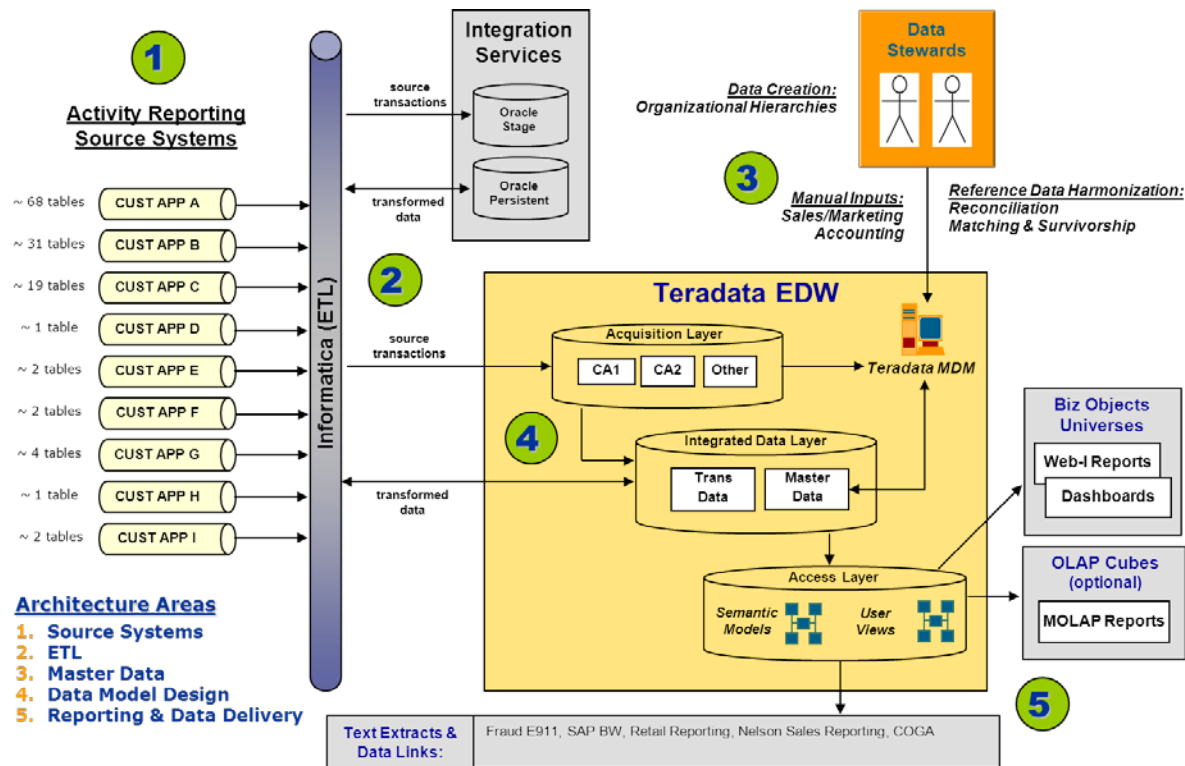 1
Activity Reporting
Source Systems
~ 68 tables
CUST APP A
~ 31 tables
CUST APP B
~ 19 tables
CUST APP C
~ 1 table
CUST APP D
~ 2 tables
CUST APP E
~ 2 tables
CUST APP F
~ 4 tables
CUST APP G
~ 1 table
CUST APP H
~ 2 tables
CUST APP I
Architecture Areas
1. Source Systems
2. ETL
3. Master Data
4. Data Model Design
5. Reporting & Data Delivery
Informatica (ETL)
source
transactions
transformed
data
Integration
Services
Oracle
Stage
Oracle
Persistent
2
source
transactions
transformed
data
Data
Stewards
Data Creation:
Organizational Hierarchies
3
Manual Inputs:
Sales/Marketing
Accounting
Reference Data Harmonization:
Reconciliation
Matching & Survivorship
Teradata EDW
Acquisition Layer
CA1
CA2
Other
Teradata MDM
4
Integrated Data Layer
Trans
Data
Master
Data
Access Layer
Semantic
Models
User
Views
Biz Objects
Universes
Web-I Reports
Dashboards
OLAP Cubes
(optional)
MOLAP Reports
5
Text Extracts &
Data Links:
Fraud E911, SAP BW, Retail Reporting, Nelson Sales Reporting, COGA